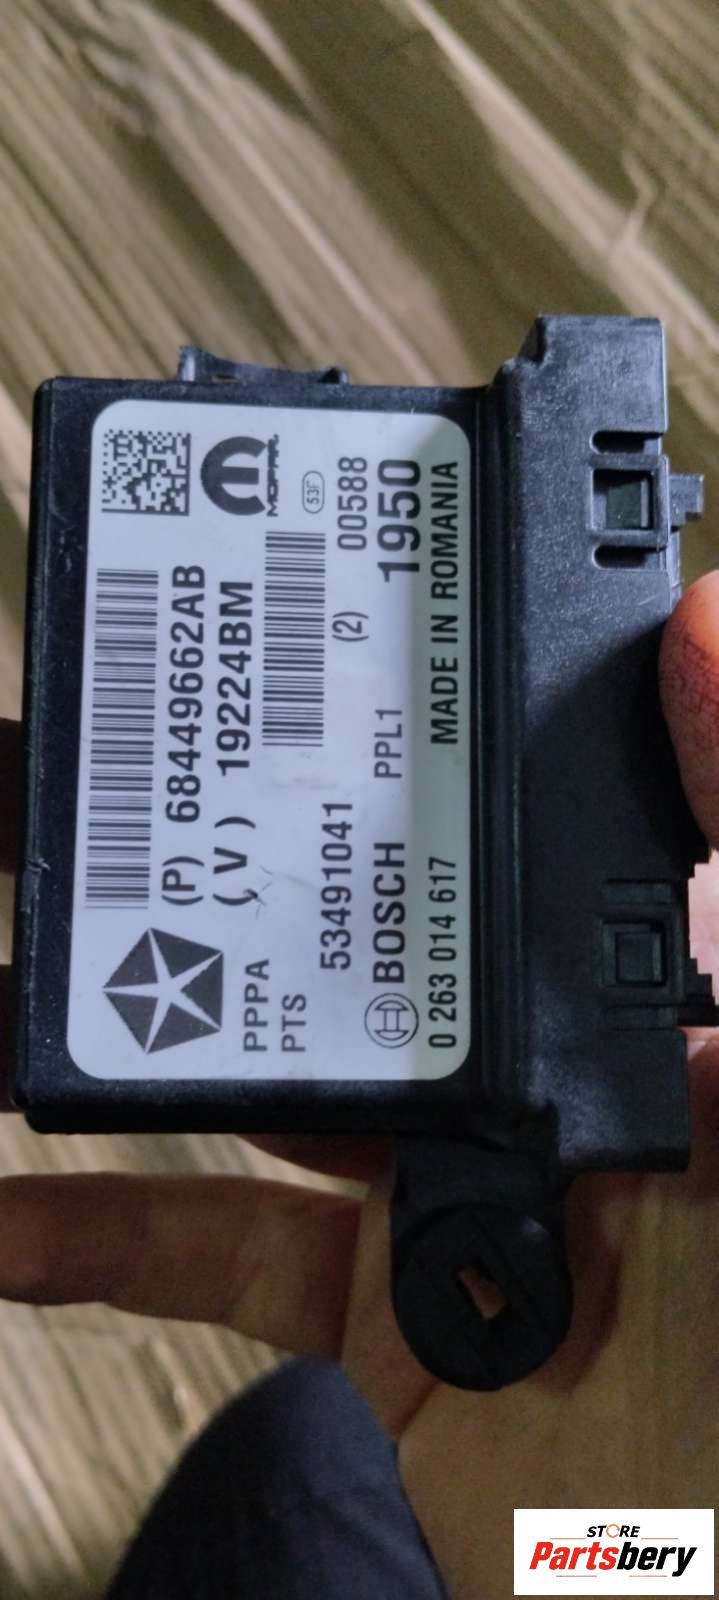 MOPAR
53F
(P) 68449662AB
(V) 19224BM
PPPA
PTS
(2) 00588
53491041 1950
BOSCH PPL1
0 263 014 617 MADE IN ROMANIA
STORE
Partsbery